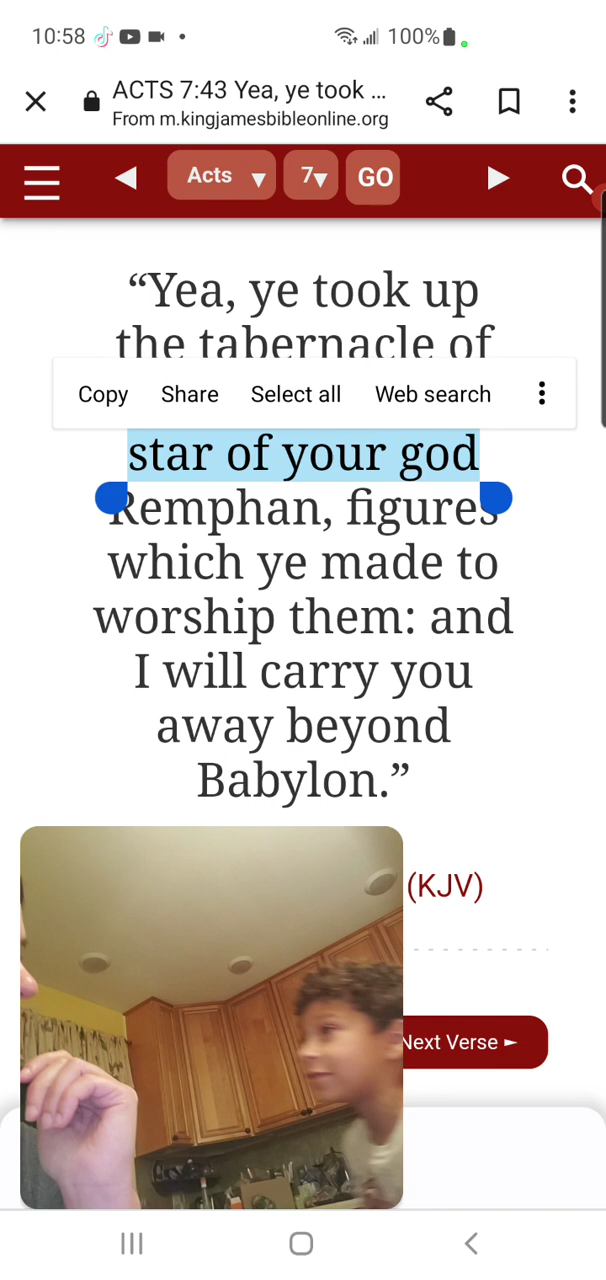 10:58
100%
ACTS 7:43 Yea, ye took ...
From m.kingjamesbibleonline.org
Acts
7
GO
“Yea, ye took up
the tabernacle of
Copy Share Select all Web search
star of your god
Remphan, figures
which ye made to
worship them: and
I will carry you
away beyond
Babylon.”
(KJV)
Next Verse ►